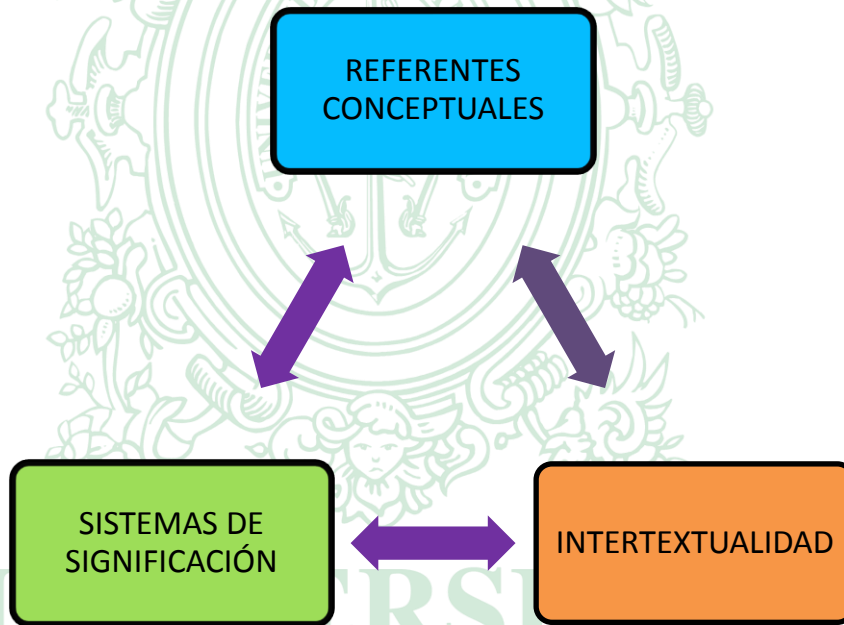 REFERENTES
CONCEPTUALES
SISTEMAS DE
SIGNIFICACIÓN
INTERTEXTUALIDAD